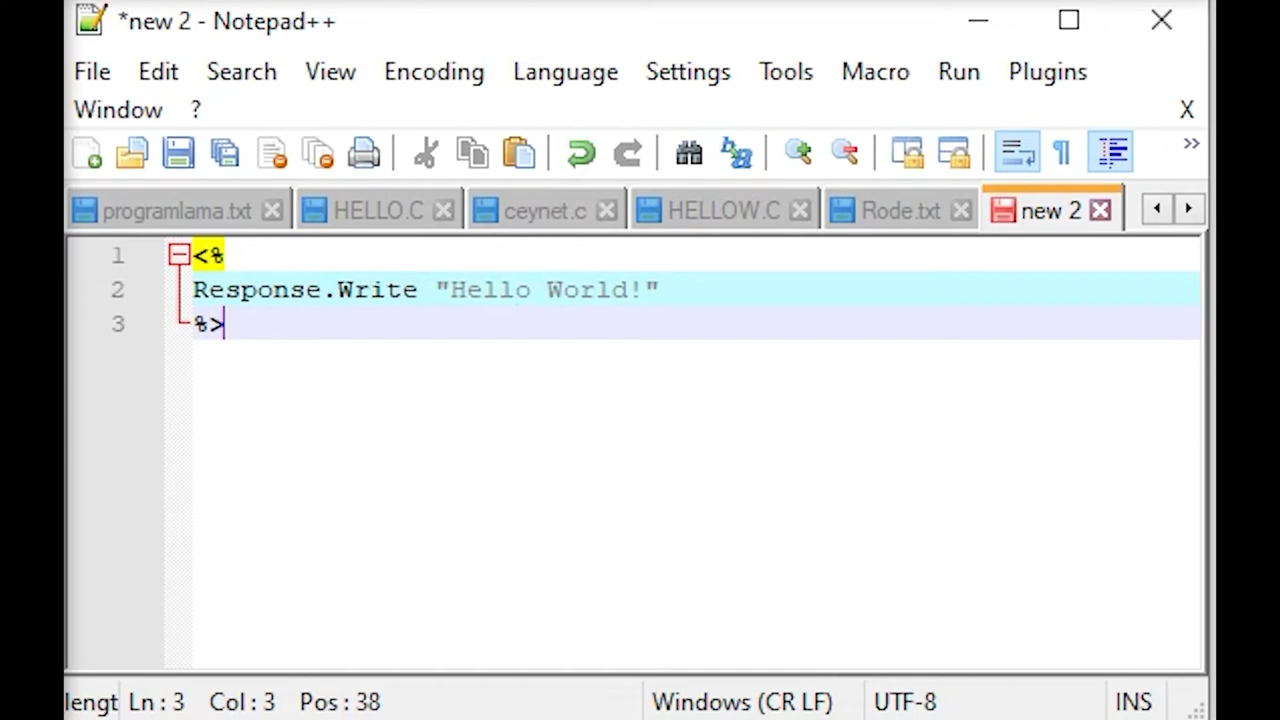 *new 2 - Notepad++
File Edit Search View Encoding Language Settings Tools Macro Run Plugins
Window ? X
programlama.txt HELLO.C ceynet.c HELLOW.C Rode.txt new 2
1 <%
2 Response.Write "Hello World!"
3 %>
lengt Ln : 3 Col : 3 Pos : 38 Windows (CR LF) UTF-8 INS